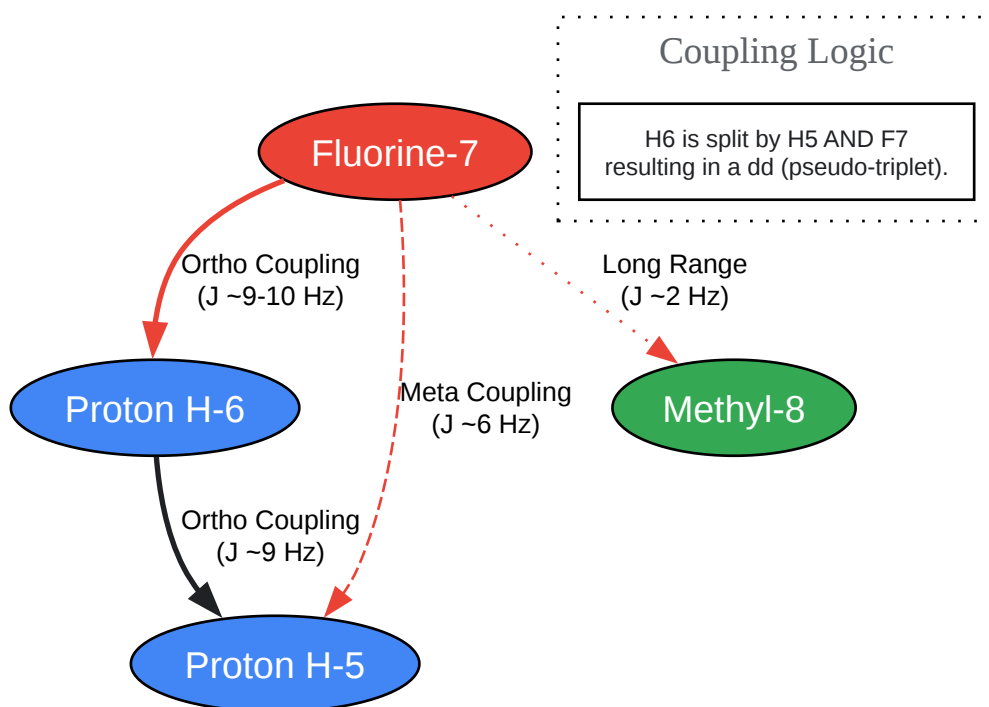 Coupling Logic
H6 is split by H5 AND F7
resulting in a dd (pseudo-triplet).
Fluorine-7
Ortho Coupling
(J ~9-10 Hz)
Long Range
(J ~2 Hz)
Meta Coupling
(J ~6 Hz)
Proton H-6
Methyl-8
Ortho Coupling
(J ~9 Hz)
Proton H-5